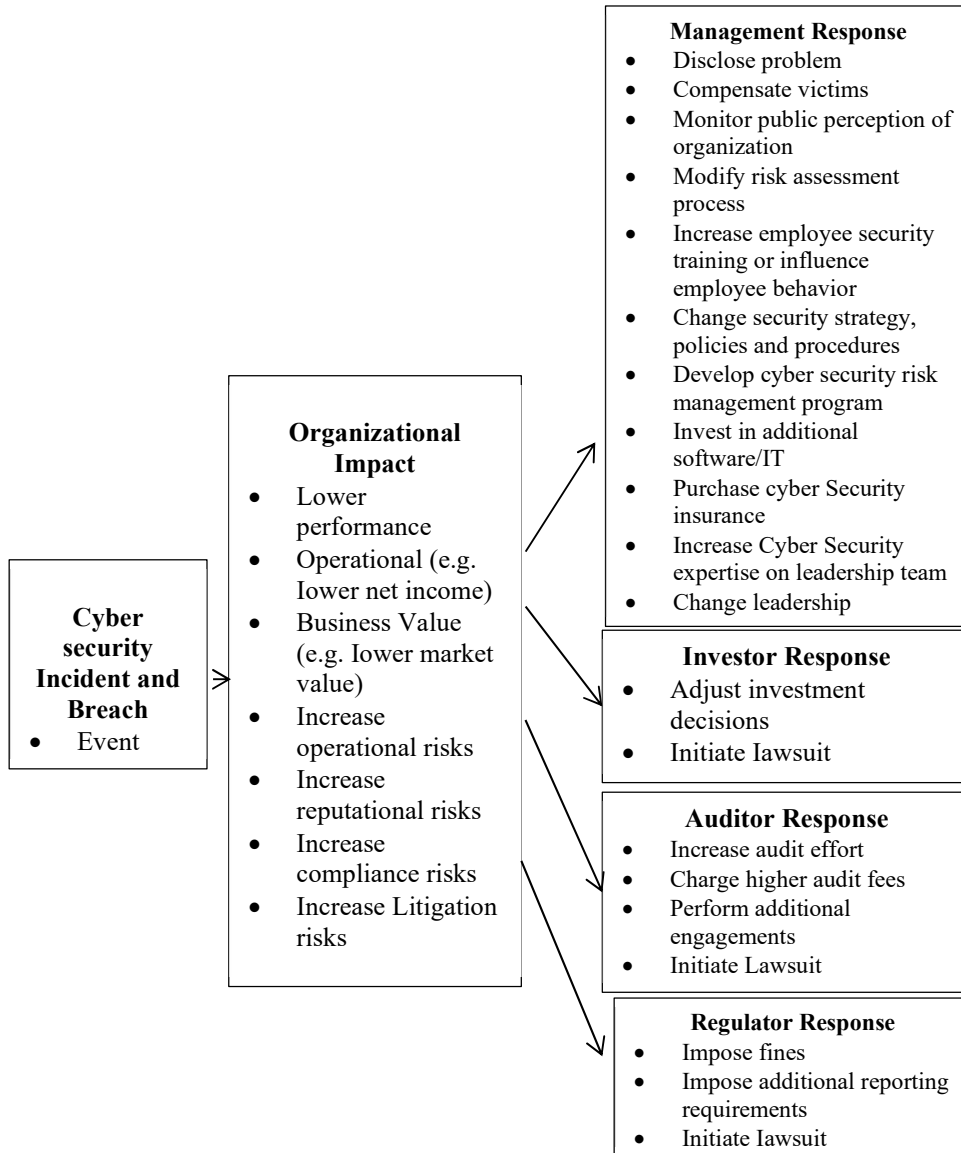 Cyber
security
Incident and
Breach
• Event
Organizational
Impact
• Lower
performance
• Operational (e.g.
lower net income)
• Business Value
(e.g. lower market
value)
• Increase
operational risks
• Increase
reputational risks
• Increase
compliance risks
• Increase Litigation
risks
Management Response
• Disclose problem
• Compensate victims
• Monitor public perception of
organization
• Modify risk assessment
process
• Increase employee security
training or influence
employee behavior
• Change security strategy,
policies and procedures
• Develop cyber security risk
management program
• Invest in additional
software/IT
• Purchase cyber Security
insurance
• Increase Cyber Security
expertise on leadership team
• Change leadership
Investor Response
• Adjust investment
decisions
• Initiate lawsuit
Auditor Response
• Increase audit effort
• Charge higher audit fees
• Perform additional
engagements
• Initiate Lawsuit
Regulator Response
• Impose fines
• Impose additional reporting
requirements
• Initiate lawsuit